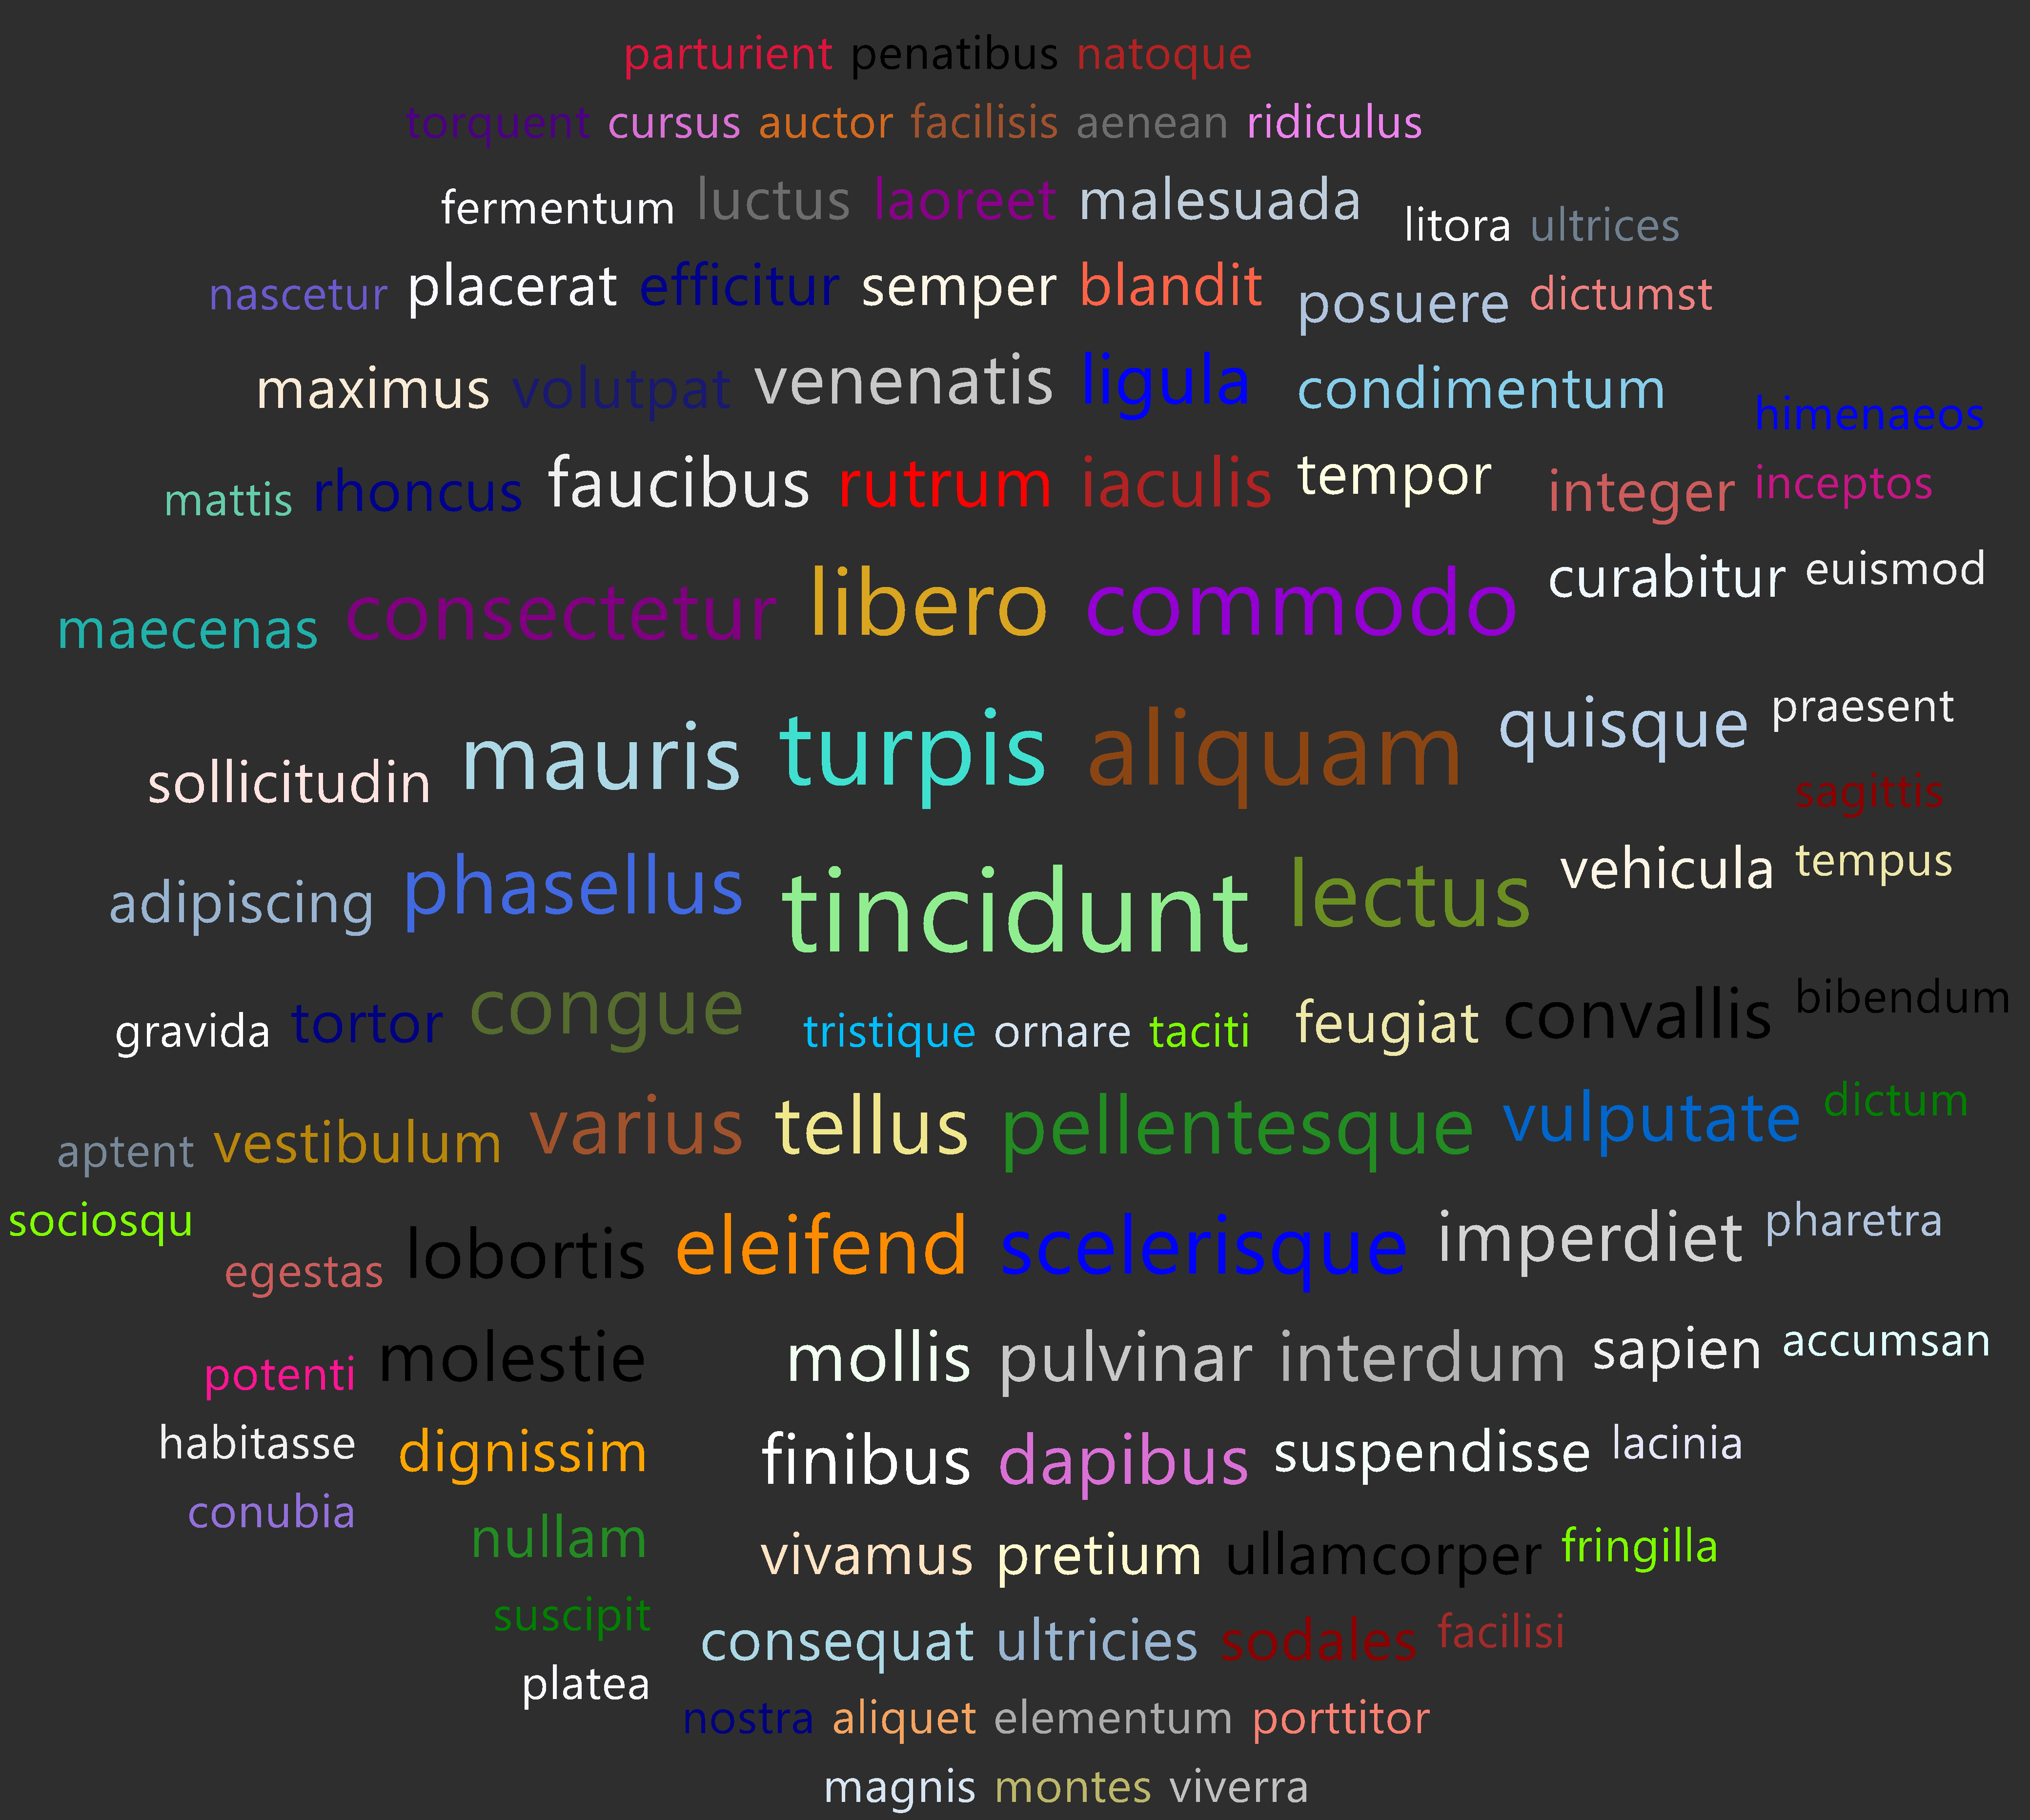 parturient penatibus natoque
torquent cursus auctor facilisis aenean ridiculus
fermentum luctus laoreet malesuada litora ultrices
nascetur placerat efficitur semper blandit posuere dictumst
maximus volutpat venenatis ligula condimentum himenaeos
mattis rhoncus faucibus rutrum iaculis tempor integer inceptos
maecenas consectetur libero commodo curabitur euismod
sollicitudin mauris turpis aliquam quisque praesent
sagittis
adipiscing phasellus tincidunt lectus vehicula tempus
gravida tortor congue tristique ornare taciti feugiat convallis bibendum
aptent vestibulum varius tellus pellentesque vulputate dictum
sociosqu egestas lobortis eleifend scelerisque imperdiet pharetra
potenti molestie mollis pulvinar interdum sapien accumsan
habitasse dignissim finibus dapibus suspendisse lacinia
conubia nullam vivamus pretium ullamcorper fringilla
suscipit consequat ultricies sodales facilisi
platea nostra aliquet elementum porttitor
magnis montes viverra